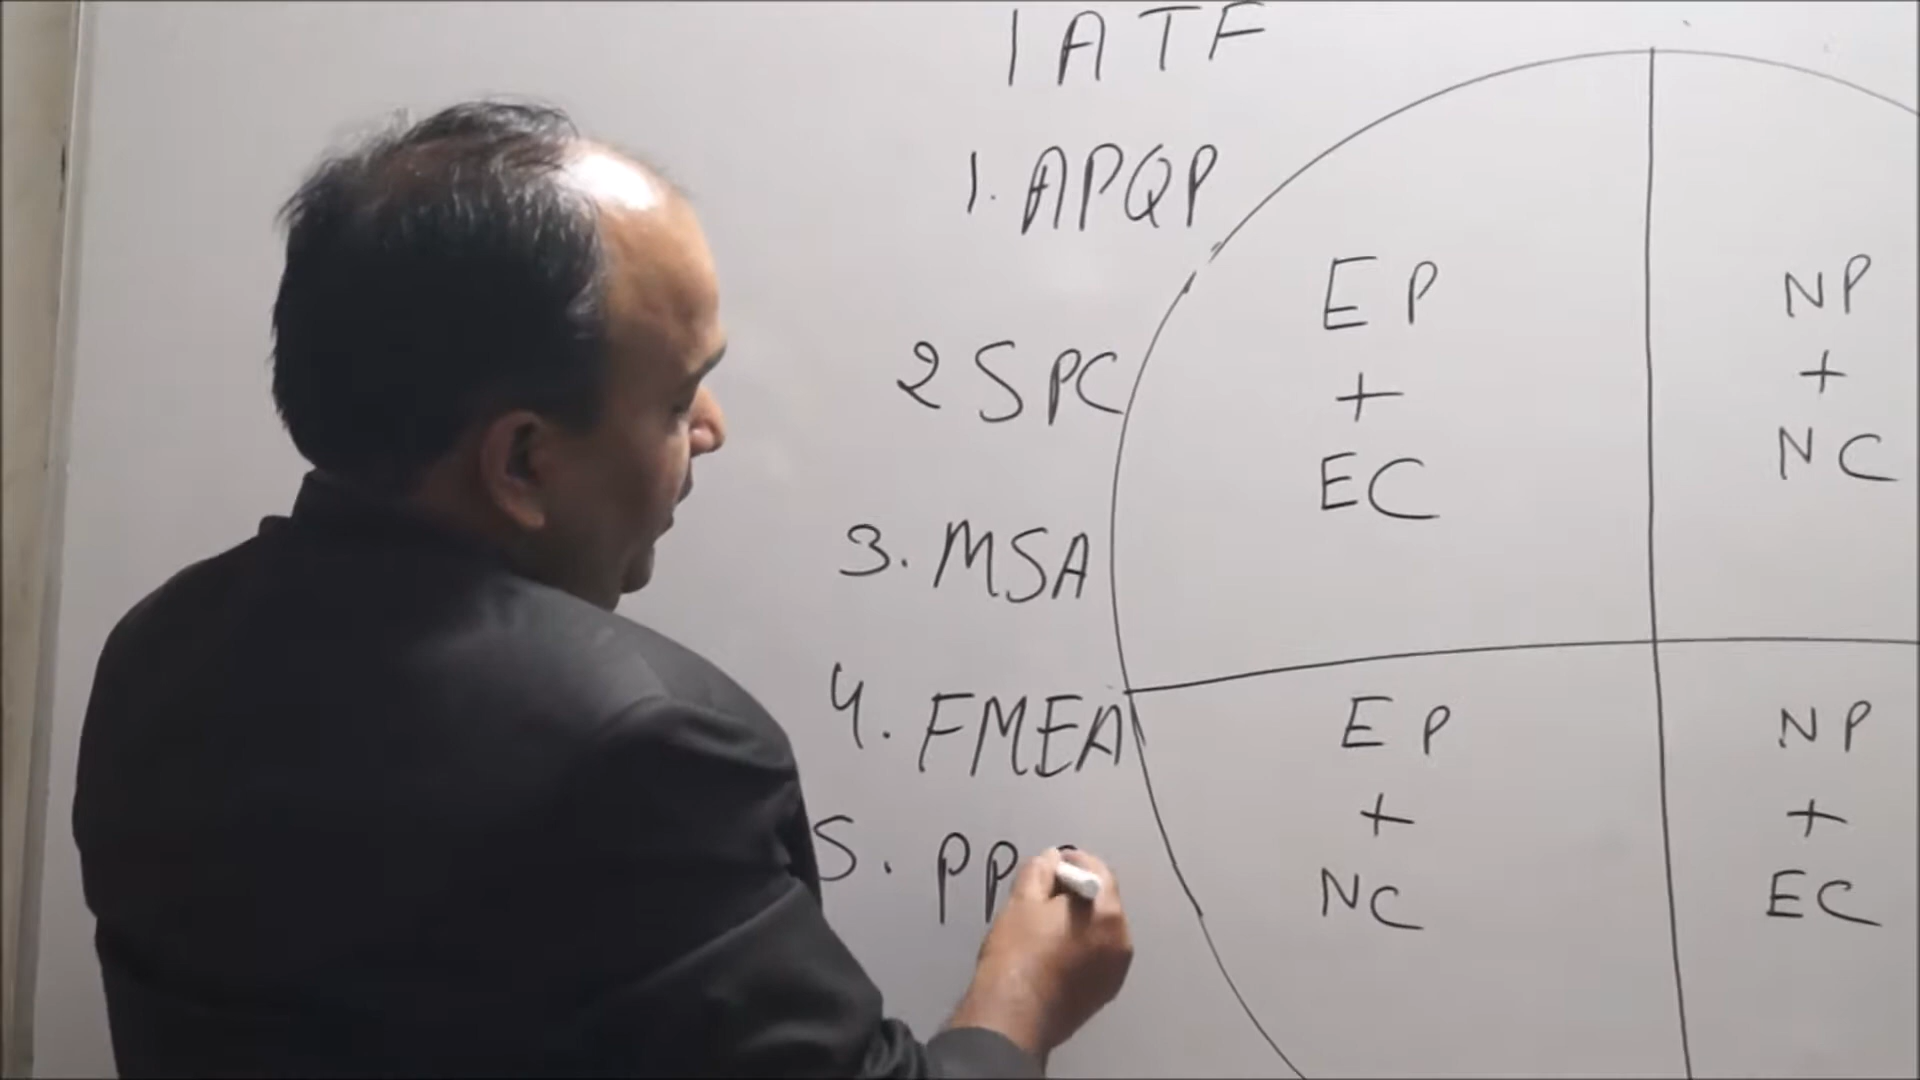 IATF
1. APQP
2 SPC
3. MSA
4. FMEA
5. PP
EP
+
EC
NP
+
NC
EP
+
NC
NP
+
EC